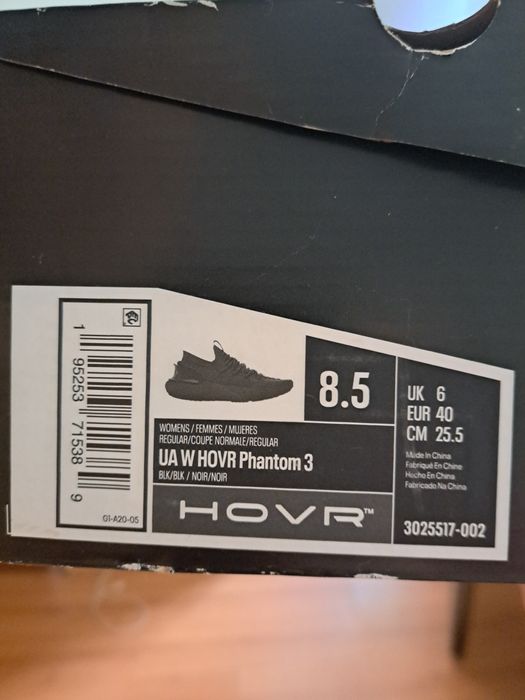 1 95253 71538 9
01-A20-05
8.5
UK 6
EUR 40
CM 25.5
WOMENS / FEMMES / MUJERES
REGULAR/COUPE NORMALE/REGULAR
UA W HOVR Phantom 3
BLK/BLK / NOIR/NOIR
HOVR™
Made In China
Fabriqué En Chine
Hecho En China
Fabricado Na China
3025517-002